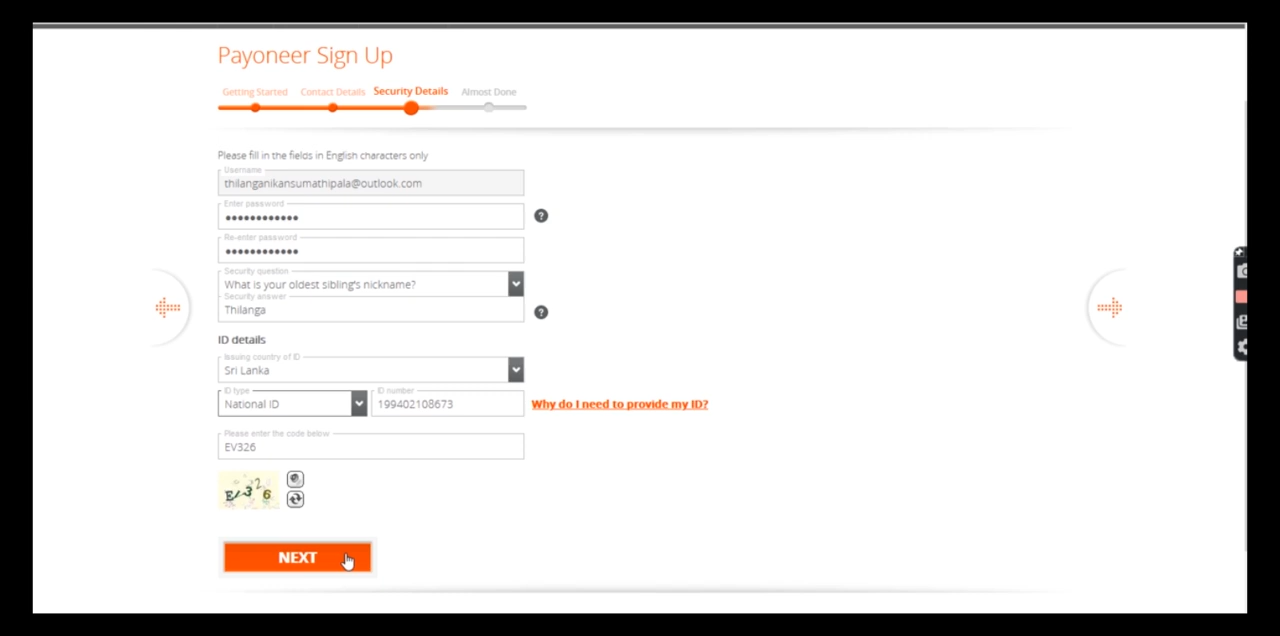 Payoneer Sign Up
Getting Started Contact Details Security Details Almost Done
Please fill in the fields in English characters only
Username
thilanganikansumathipala@outlook.com
Enter password
••••••••••••
?
Re-enter password
••••••••••••
Security question
What is your oldest sibling's nickname?
Security answer
Thilanga
?
ID details
Issuing country of ID
Sri Lanka
ID type ID number
National ID 199402108673 Why do I need to provide my ID?
Please enter the code below
EV326
EV326
NEXT